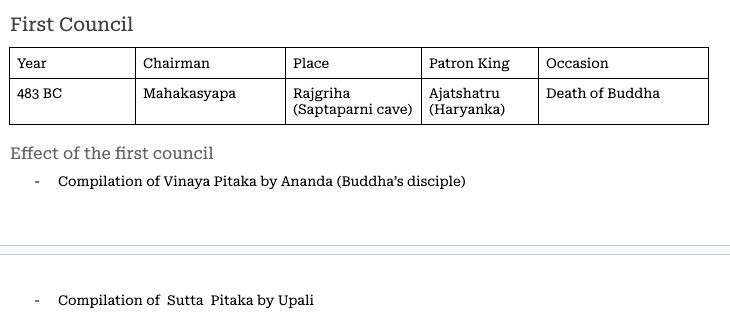 First Council
Year Chairman Place Patron King Occasion
483 BC Mahakasyapa Rajgriha Ajatshatru Death of Buddha
(Saptaparni cave) (Haryanka)
Effect of the first council
- Compilation of Vinaya Pitaka by Ananda (Buddha's disciple)
- Compilation of Sutta Pitaka by Upali